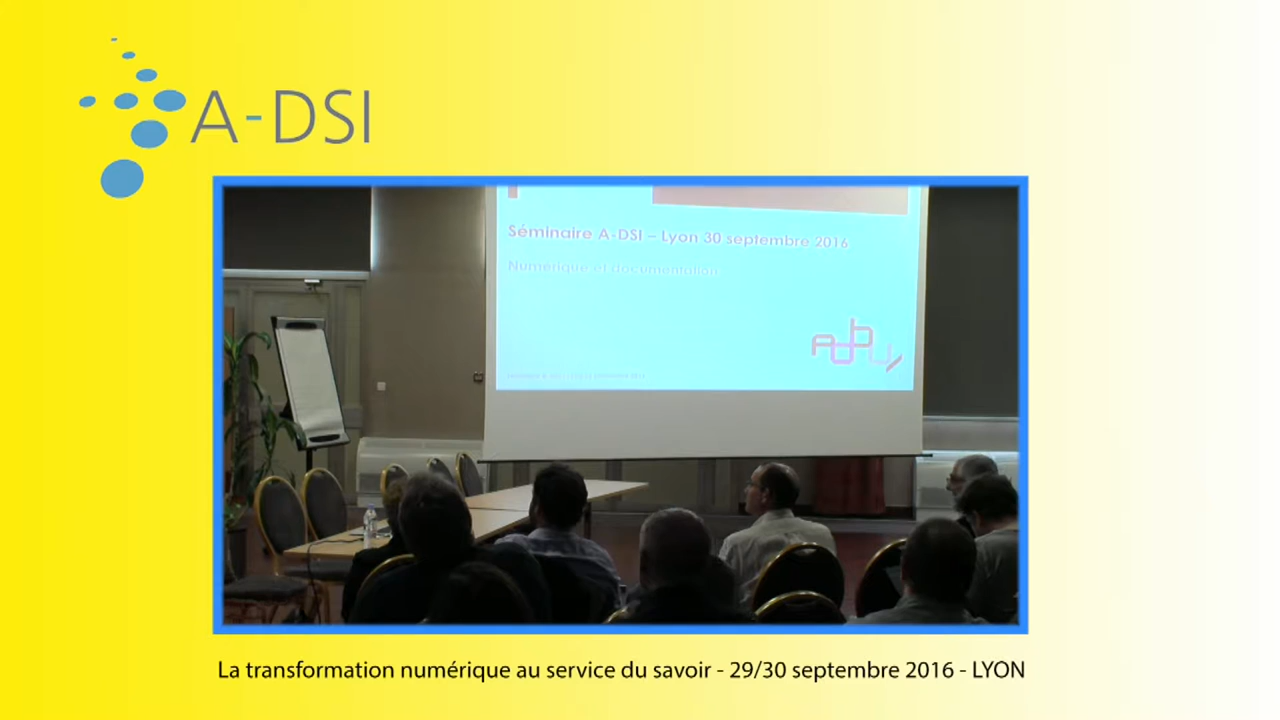 A-DSI
Séminaire A-DSI – Lyon 30 septembre 2016
Numérique et documentation
adbu
La transformation numérique au service du savoir - 29/30 septembre 2016 - LYON